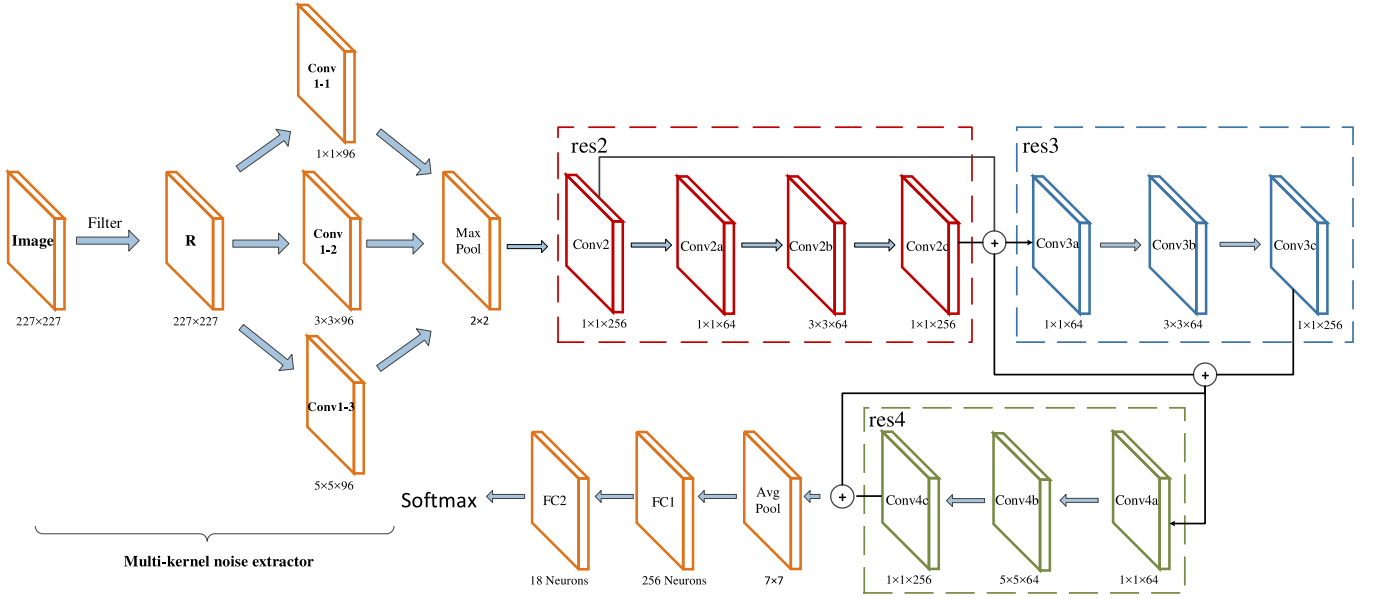 Image
227×227
Filter
R
227×227
Conv
1-1
1×1×96
Conv
1-2
3×3×96
Conv1-3
5×5×96
Multi-kernel noise extractor
Max
Pool
2×2
res2
Conv2
1×1×256
Conv2a
1×1×64
Conv2b
3×3×64
Conv2c
1×1×256
+
res3
Conv3a
1×1×64
Conv3b
3×3×64
Conv3c
1×1×256
+
res4
Conv4a
1×1×64
Conv4b
5×5×64
Conv4c
1×1×256
+
Avg
Pool
7×7
FC1
256 Neurons
FC2
18 Neurons
Softmax